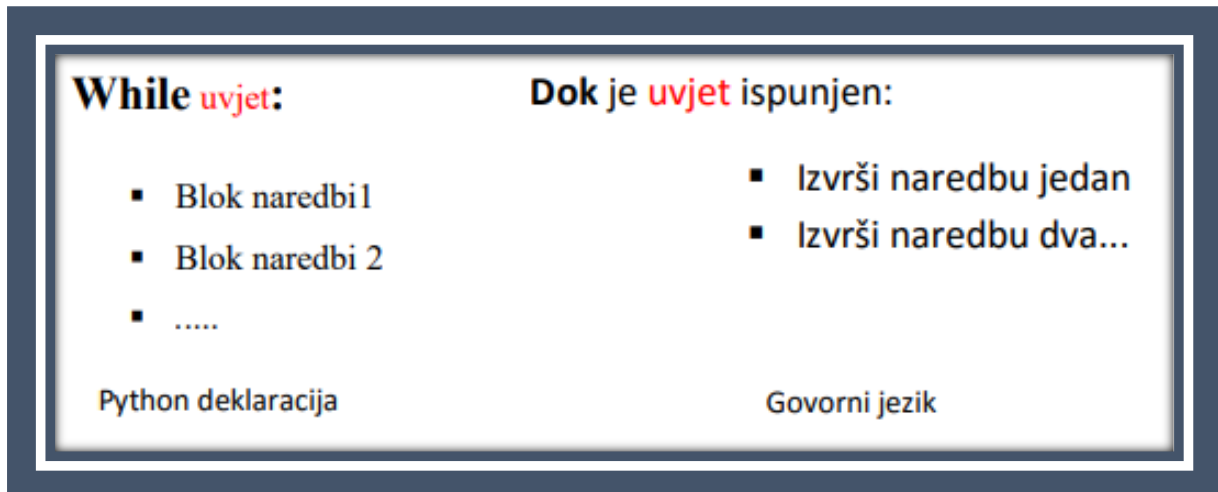 While uvjet:
▪ Blok naredbi1
▪ Blok naredbi 2
▪ .....
Python deklaracija
Dok je uvjet ispunjen:
▪ Izvrši naredbu jedan
▪ Izvrši naredbu dva...
Govorni jezik